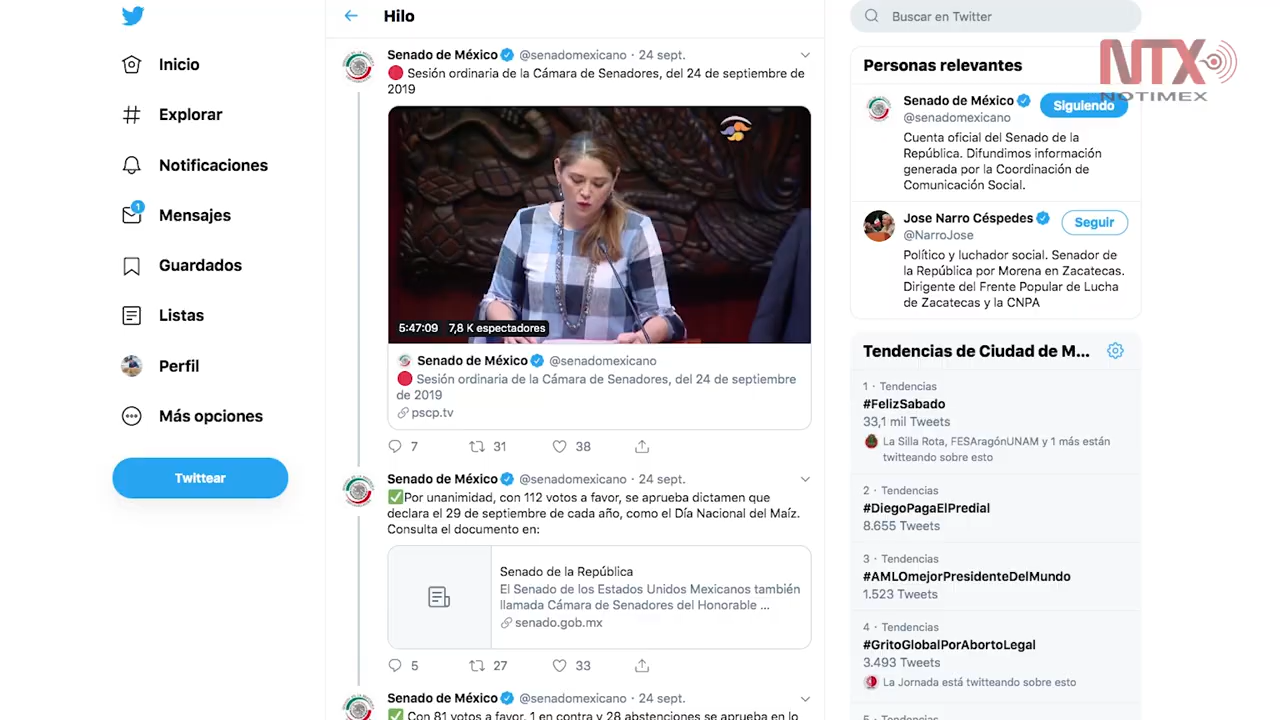 Inicio
Explorar
Notificaciones
1
Mensajes
Guardados
Listas
Perfil
Más opciones
Twittear
Hilo
Senado de México @senadomexicano · 24 sept.
Sesión ordinaria de la Cámara de Senadores, del 24 de septiembre de
2019
5:47:09 7,8 K espectadores
Senado de México @senadomexicano
Sesión ordinaria de la Cámara de Senadores, del 24 de septiembre
de 2019
pscp.tv
7 31 38
Senado de México @senadomexicano · 24 sept.
Por unanimidad, con 112 votos a favor, se aprueba dictamen que
declara el 29 de septiembre de cada año, como el Día Nacional del Maíz.
Consulta el documento en:
Senado de la República
El Senado de los Estados Unidos Mexicanos también
llamada Cámara de Senadores del Honorable ...
senado.gob.mx
5 27 33
Senado de México @senadomexicano · 24 sept.
Con 81 votos a favor, 1 en contra y 28 abstenciones se aprueba en lo
Buscar en Twitter
NTX
NOTIMEX
Personas relevantes
Senado de México
@senadomexicano
Siguiendo
Cuenta oficial del Senado de la
República. Difundimos información
generada por la Coordinación de
Comunicación Social.
Jose Narro Céspedes
@NarroJose
Seguir
Político y luchador social. Senador de
la República por Morena en Zacatecas.
Dirigente del Frente Popular de Lucha
de Zacatecas y la CNPA
Tendencias de Ciudad de M...
1 · Tendencias
#FelizSabado
33,1 mil Tweets
La Silla Rota, FESAragónUNAM y 1 más están
twitteando sobre esto
2 · Tendencias
#DiegoPagaElPredial
8.655 Tweets
3 · Tendencias
#AMLOmejorPresidenteDelMundo
1.523 Tweets
4 · Tendencias
#GritoGlobalPorAbortoLegal
3.493 Tweets
La Jornada está twitteando sobre esto
5 · Tendencias